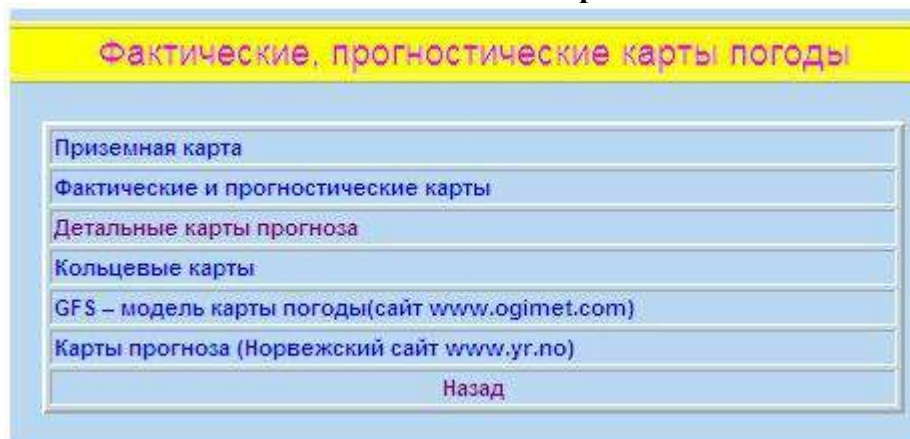 Фактические, прогностические карты погоды
Приземная карта
Фактические и прогностические карты
Детальные карты прогноза
Кольцевые карты
GFS – модель карты погоды(сайт www.ogimet.com)
Карты прогноза (Норвежский сайт www.yr.no)
Назад